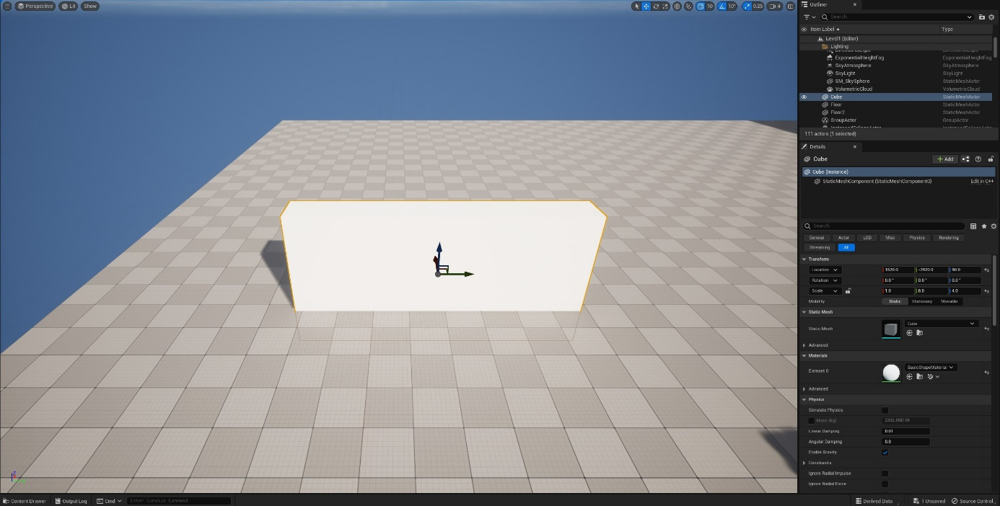 Perspective Lit Show 10 10° 0.25 4
Outliner
Search...
Item Label Type
Level1 (Editor)
Lighting
ExponentialHeightFog ExponentialHeightFog
SkyAtmosphere SkyAtmosphere
SkyLight SkyLight
SM_SkySphere StaticMeshActor
VolumetricCloud VolumetricCloud
Cube StaticMeshActor
Floor StaticMeshActor
Floor2 StaticMeshActor
GroupActor GroupActor
111 actors (1 selected)
Details
Cube Add
Cube (Instance)
StaticMeshComponent (StaticMeshComponent0) Edit in C++
Search
General Actor LOD Misc Physics Rendering
Streaming All
Transform
Location 1520.0 -2920.0 90.0
Rotation 0.0° 0.0° 0.0°
Scale 1.0 8.0 4.0
Mobility Static Stationary Movable
Static Mesh
Static Mesh Cube
Advanced
Materials
Element 0 BasicShapeMaterial
Advanced
Physics
Simulate Physics
Mass (kg)
Linear Damping 0.01
Angular Damping 0.0
Enable Gravity
Constraints
Ignore Radial Impulse
Ignore Radial Force
Content Drawer Output Log Cmd Enter Console Command Derived Data 1 Unsaved Source Control